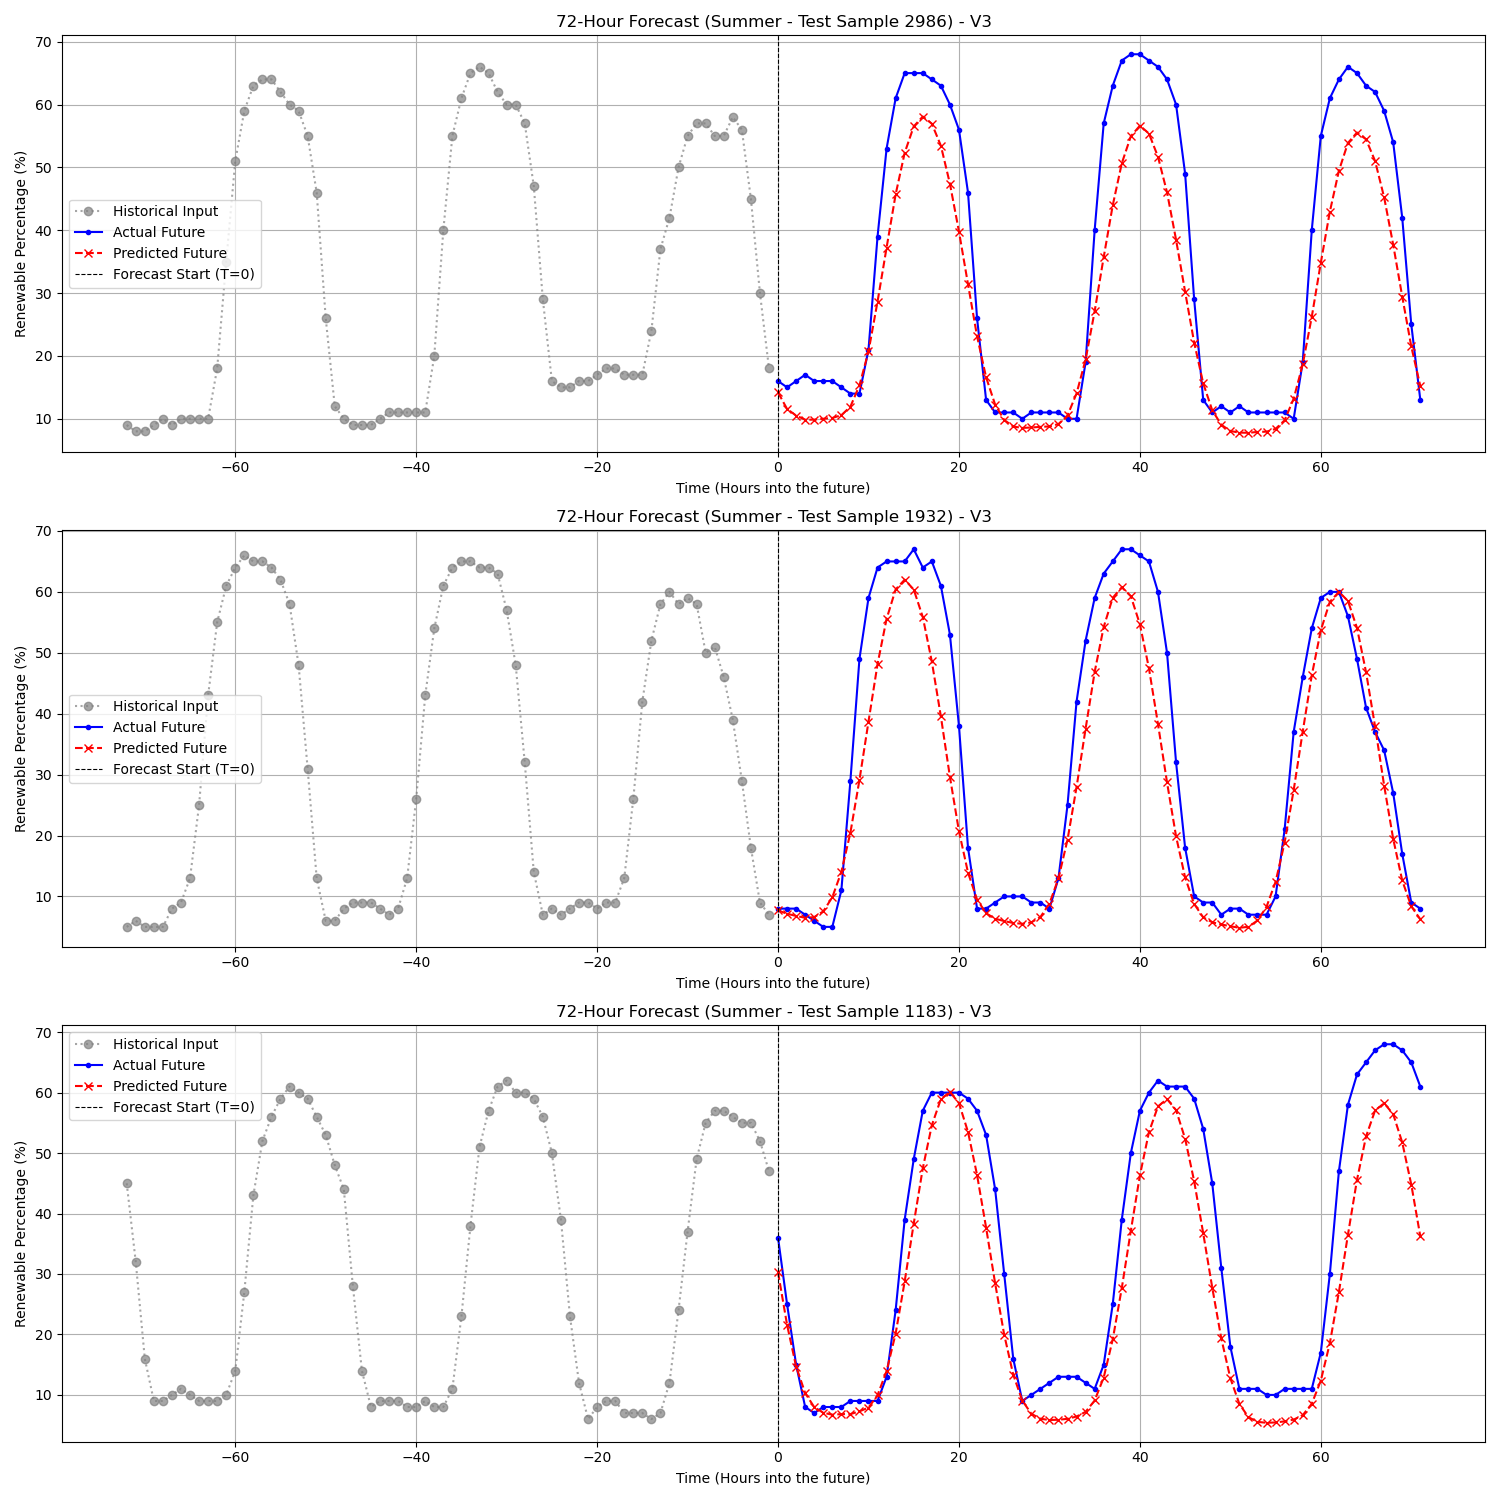 72-Hour Forecast (Summer - Test Sample 2986) - V3
70
60
50
40
30
20
10
Renewable Percentage (%)
Historical Input
Actual Future
Predicted Future
Forecast Start (T=0)
−60 −40 −20 0 20 40 60
Time (Hours into the future)
72-Hour Forecast (Summer - Test Sample 1932) - V3
70
60
50
40
30
20
10
Renewable Percentage (%)
Historical Input
Actual Future
Predicted Future
Forecast Start (T=0)
−60 −40 −20 0 20 40 60
Time (Hours into the future)
72-Hour Forecast (Summer - Test Sample 1183) - V3
70
60
50
40
30
20
10
Renewable Percentage (%)
Historical Input
Actual Future
Predicted Future
Forecast Start (T=0)
−60 −40 −20 0 20 40 60
Time (Hours into the future)